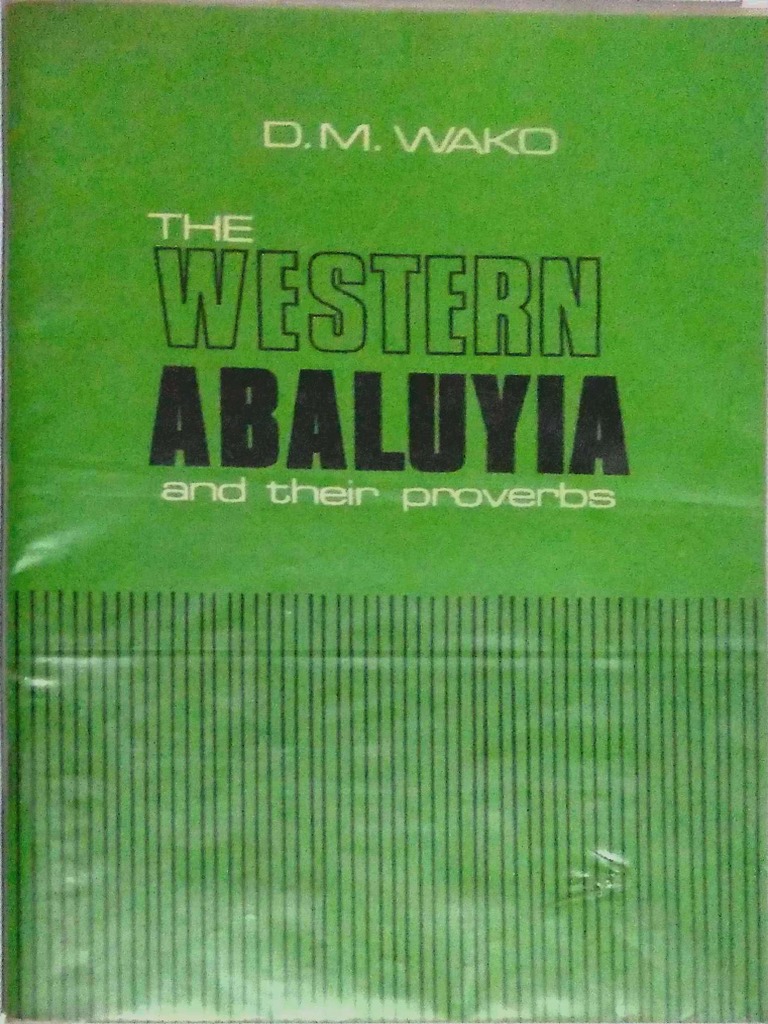 D.M. WAKO
THE
WESTERN
ABALUYIA
and their proverbs